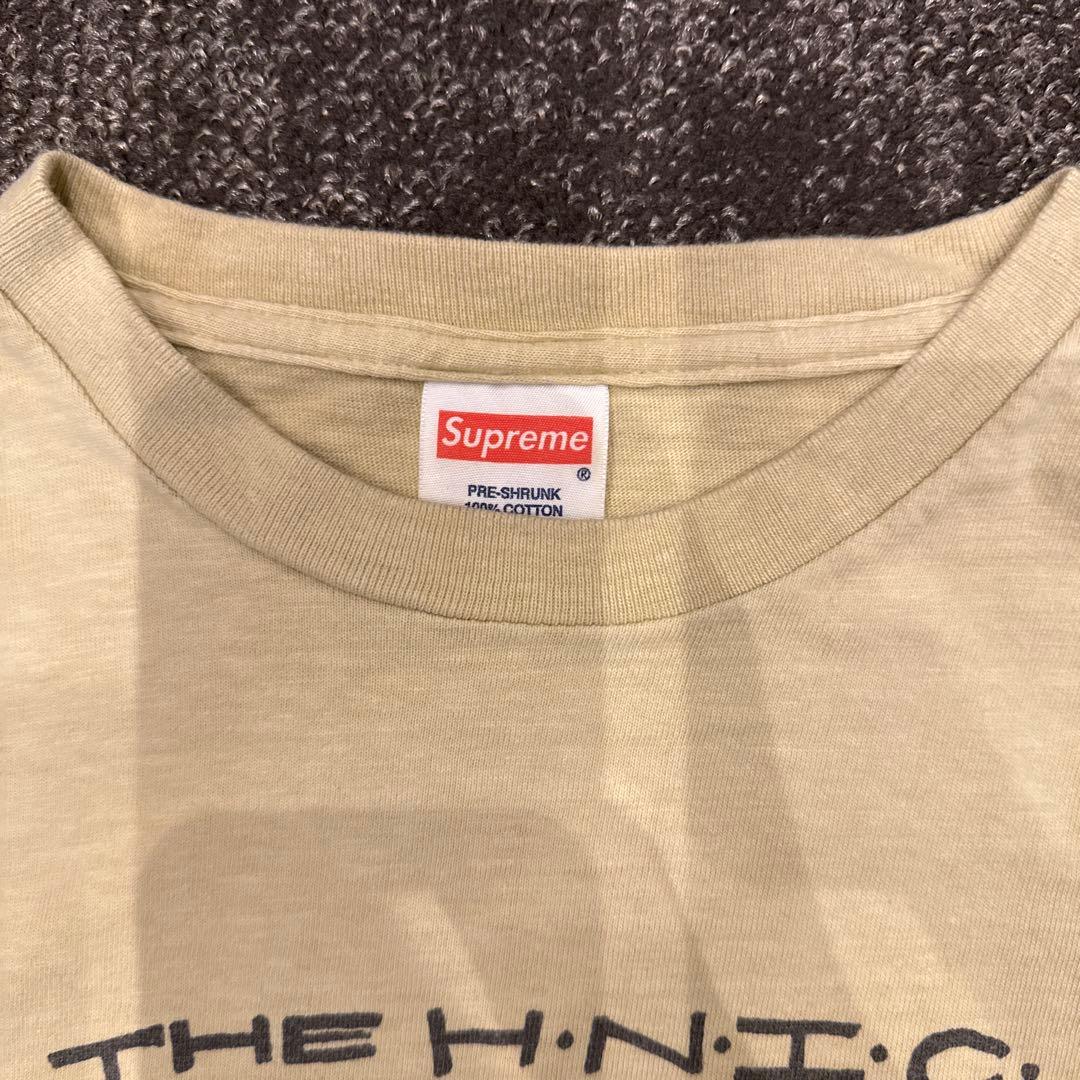 Supreme
®
PRE-SHRUNK
100% COTTON
THE H·N·I·C·